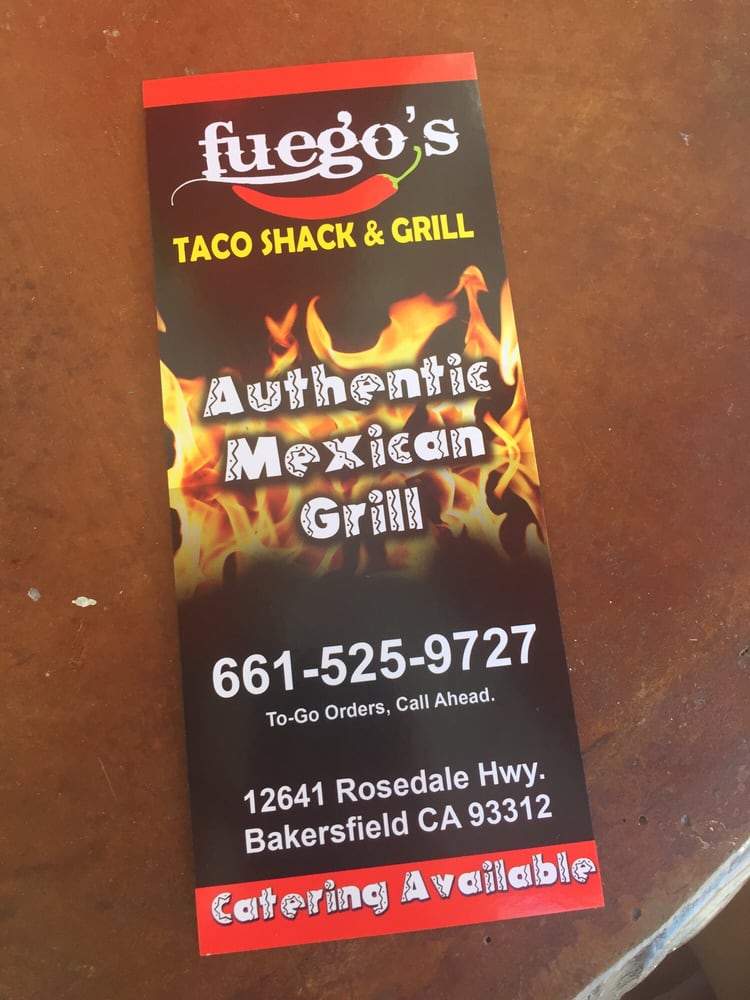 fuego's
TACO SHACK & GRILL
Authentic
Mexican
Grill
661-525-9727
To-Go Orders, Call Ahead.
12641 Rosedale Hwy.
Bakersfield CA 93312
Catering Available